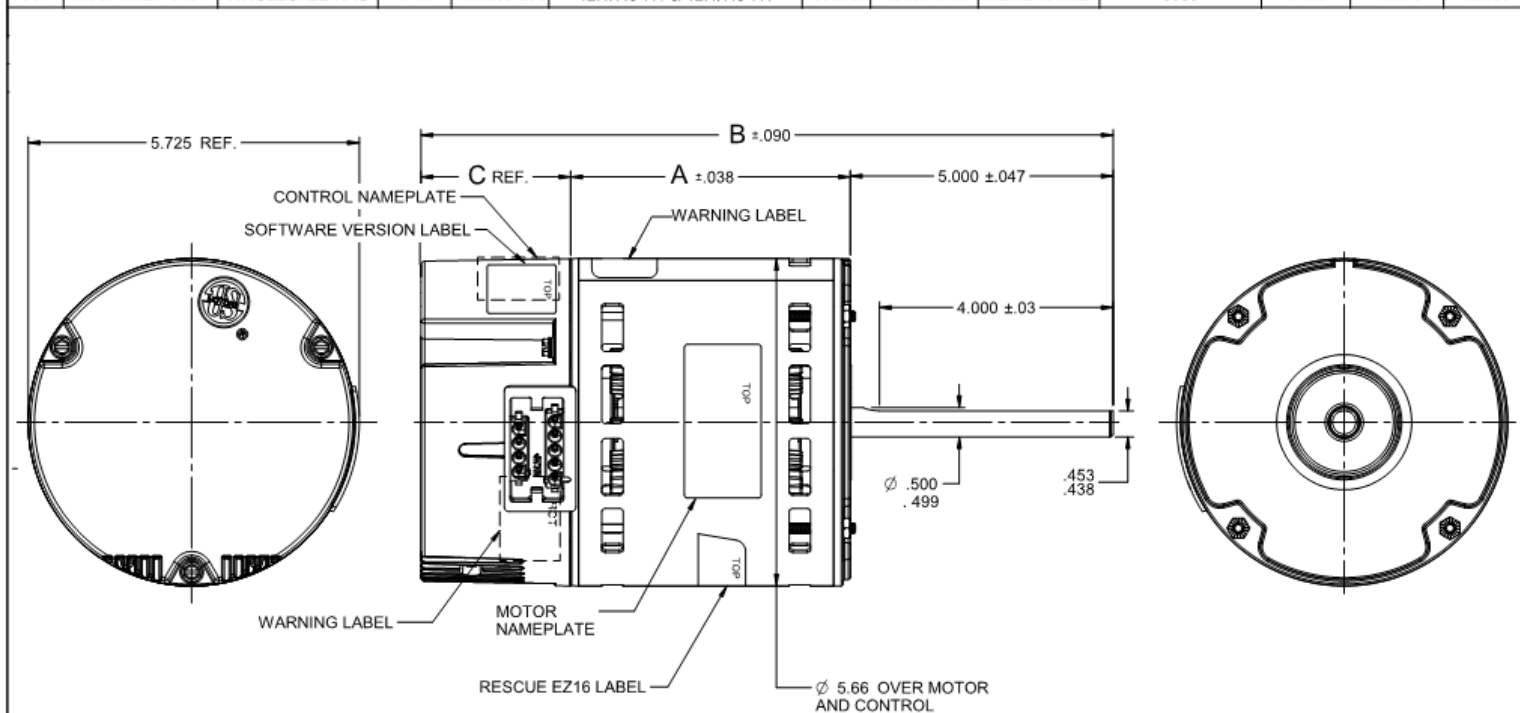 5.725 REF.
B ±.090
C REF.
A ±.038
5.000 ±.047
CONTROL NAMEPLATE
SOFTWARE VERSION LABEL
WARNING LABEL
TOP
4.000 ±.03
TOP
Ø .500
.499
.453
.438
TOP
WARNING LABEL
MOTOR
NAMEPLATE
RESCUE EZ16 LABEL
Ø 5.66 OVER MOTOR
AND CONTROL